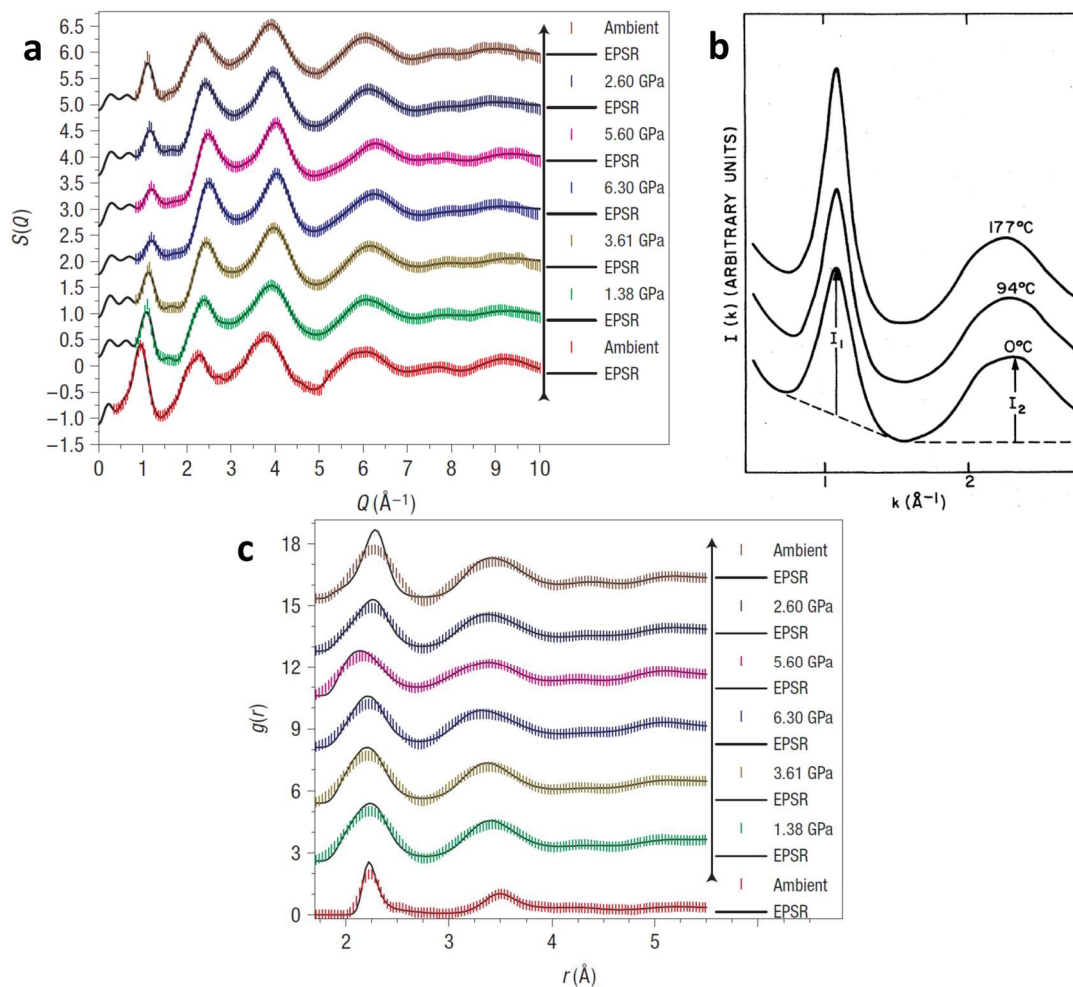 a
S(Q)
6.5
6.0
5.5
5.0
4.5
4.0
3.5
3.0
2.5
2.0
1.5
1.0
0.5
0
−0.5
−1.0
−1.5
0 1 2 3 4 5 6 7 8 9 10
Q (Å−1)
Ambient
EPSR
2.60 GPa
EPSR
5.60 GPa
EPSR
6.30 GPa
EPSR
3.61 GPa
EPSR
1.38 GPa
EPSR
Ambient
EPSR
b
I (k) (ARBITRARY UNITS)
177°C
94°C
0°C
I1
I2
1 2
k (Å-1)
c
g(r)
18
15
12
9
6
3
0
2 3 4 5
r (Å)
Ambient
EPSR
2.60 GPa
EPSR
5.60 GPa
EPSR
6.30 GPa
EPSR
3.61 GPa
EPSR
1.38 GPa
EPSR
Ambient
EPSR